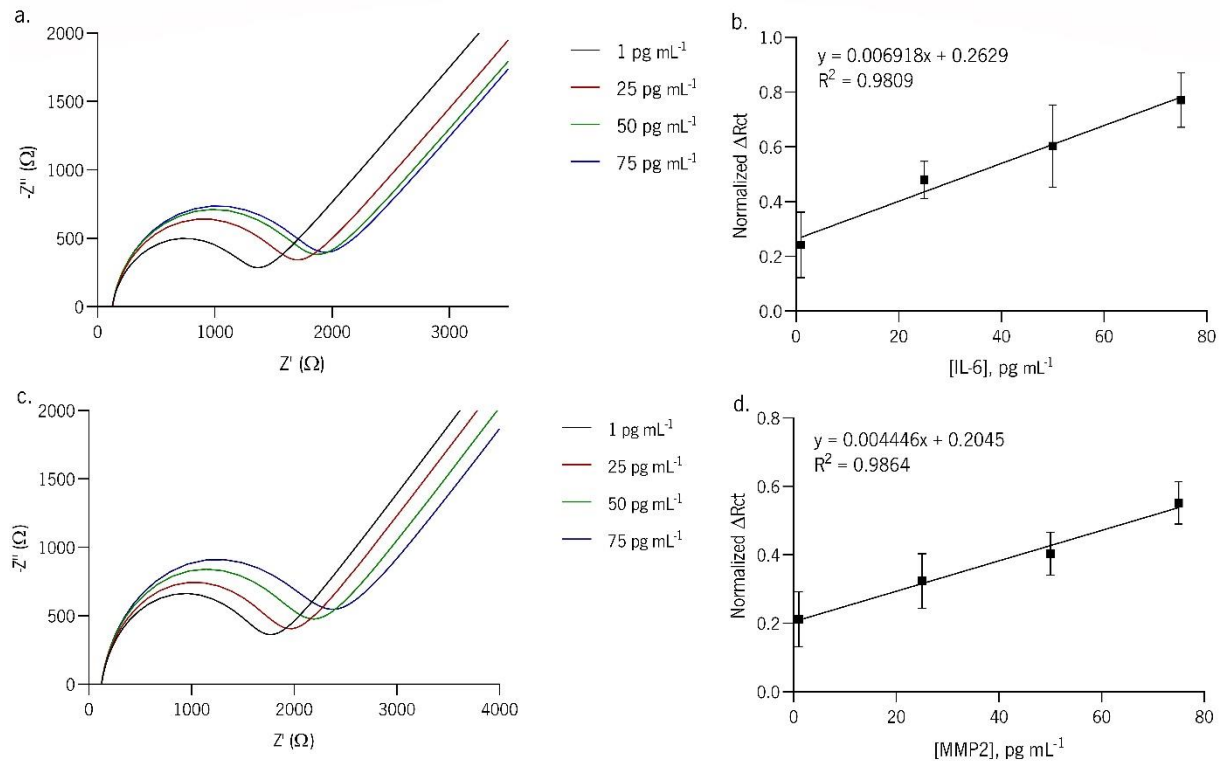 a.
2000
1500
1000
500
0
-Z″ (Ω)
0 1000 2000 3000
Z′ (Ω)
1 pg mL⁻¹
25 pg mL⁻¹
50 pg mL⁻¹
75 pg mL⁻¹
b.
y = 0.006918x + 0.2629
R² = 0.9809
1.0
0.8
0.6
0.4
0.2
0.0
Normalized ΔRct
0 20 40 60 80
[IL-6], pg mL⁻¹
c.
2000
1500
1000
500
0
-Z″ (Ω)
0 1000 2000 3000 4000
Z′ (Ω)
1 pg mL⁻¹
25 pg mL⁻¹
50 pg mL⁻¹
75 pg mL⁻¹
d.
y = 0.004446x + 0.2045
R² = 0.9864
0.8
0.6
0.4
0.2
0.0
Normalized ΔRct
0 20 40 60 80
[MMP2], pg mL⁻¹